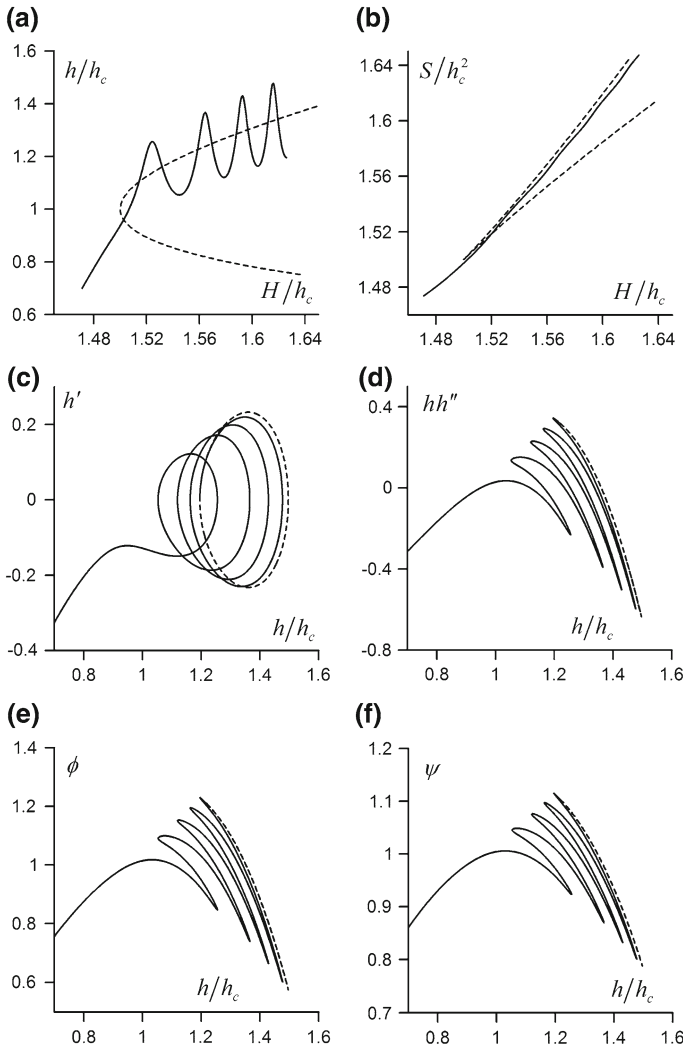 (a)
h/h_c
1.6
1.4
1.2
1
0.8
0.6
H/h_c
1.48 1.52 1.56 1.6 1.64
(b)
S/h_c^2
1.64
1.6
1.56
1.52
1.48
H/h_c
1.48 1.52 1.56 1.6 1.64
(c)
h′
0.2
0
-0.2
-0.4
h/h_c
0.8 1 1.2 1.4 1.6
(d)
hh″
0.4
0
-0.4
-0.8
h/h_c
0.8 1 1.2 1.4 1.6
(e)
ϕ
1.4
1.2
1.0
0.8
0.6
h/h_c
0.8 1 1.2 1.4 1.6
(f)
ψ
1.2
1.1
1.0
0.9
0.8
0.7
h/h_c
0.8 1 1.2 1.4 1.6